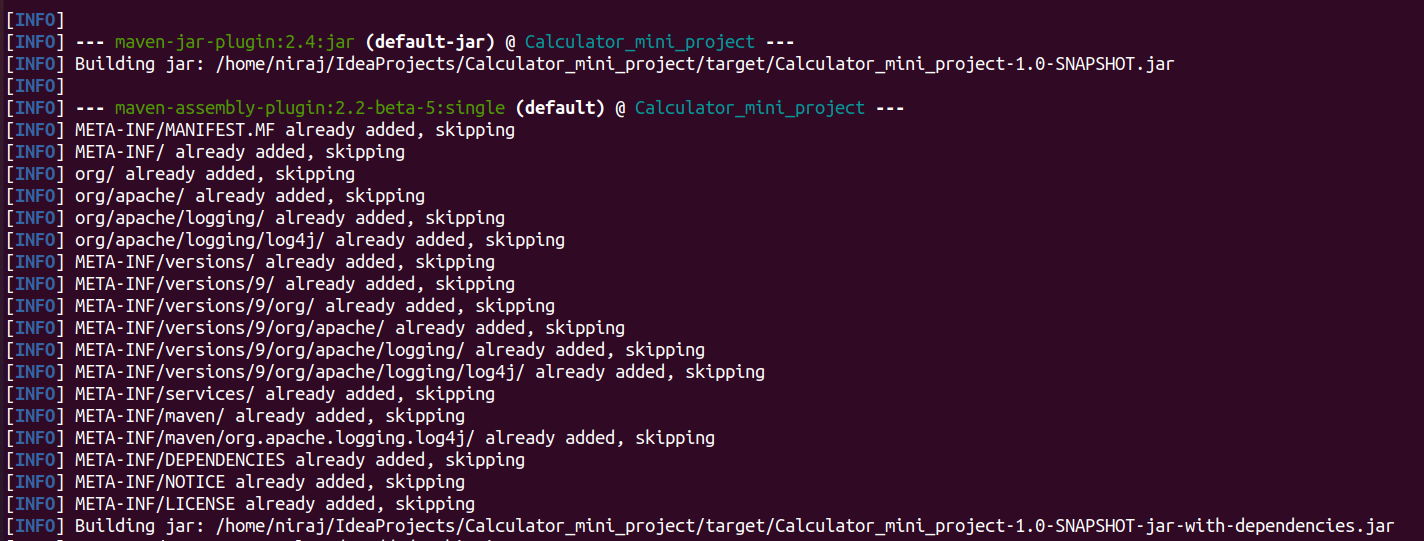 [INFO]
[INFO] --- maven-jar-plugin:2.4:jar (default-jar) @ Calculator_mini_project ---
[INFO] Building jar: /home/niraj/IdeaProjects/Calculator_mini_project/target/Calculator_mini_project-1.0-SNAPSHOT.jar
[INFO]
[INFO] --- maven-assembly-plugin:2.2-beta-5:single (default) @ Calculator_mini_project ---
[INFO] META-INF/MANIFEST.MF already added, skipping
[INFO] META-INF/ already added, skipping
[INFO] org/ already added, skipping
[INFO] org/apache/ already added, skipping
[INFO] org/apache/logging/ already added, skipping
[INFO] org/apache/logging/log4j/ already added, skipping
[INFO] META-INF/versions/ already added, skipping
[INFO] META-INF/versions/9/ already added, skipping
[INFO] META-INF/versions/9/org/ already added, skipping
[INFO] META-INF/versions/9/org/apache/ already added, skipping
[INFO] META-INF/versions/9/org/apache/logging/ already added, skipping
[INFO] META-INF/versions/9/org/apache/logging/log4j/ already added, skipping
[INFO] META-INF/services/ already added, skipping
[INFO] META-INF/maven/ already added, skipping
[INFO] META-INF/maven/org.apache.logging.log4j/ already added, skipping
[INFO] META-INF/DEPENDENCIES already added, skipping
[INFO] META-INF/NOTICE already added, skipping
[INFO] META-INF/LICENSE already added, skipping
[INFO] Building jar: /home/niraj/IdeaProjects/Calculator_mini_project/target/Calculator_mini_project-1.0-SNAPSHOT-jar-with-dependencies.jar